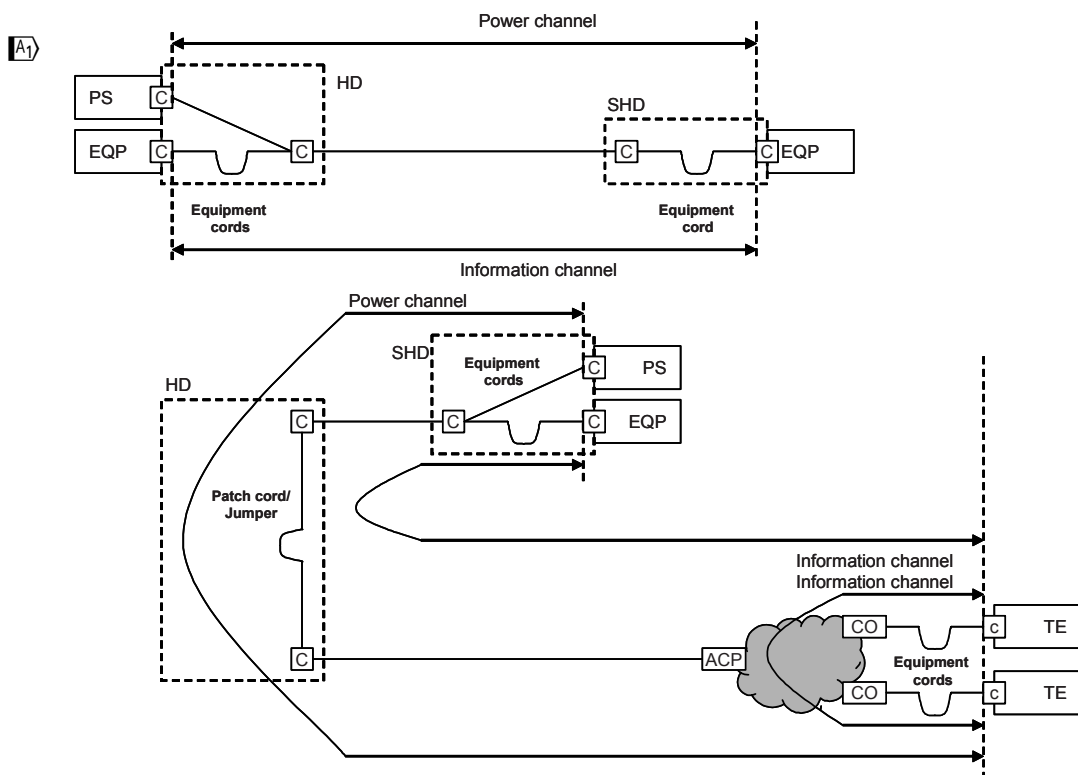 Power channel
A1
HD
PS
C
SHD
EQP
C
C
C
C
EQP
Equipment
cords
Equipment
cord
Information channel
Power channel
SHD
Equipment
cords
C
PS
HD
C
C
C
EQP
Patch cord/
Jumper
Information channel
Information channel
CO
c
TE
C
ACP
Equipment
cords
CO
c
TE